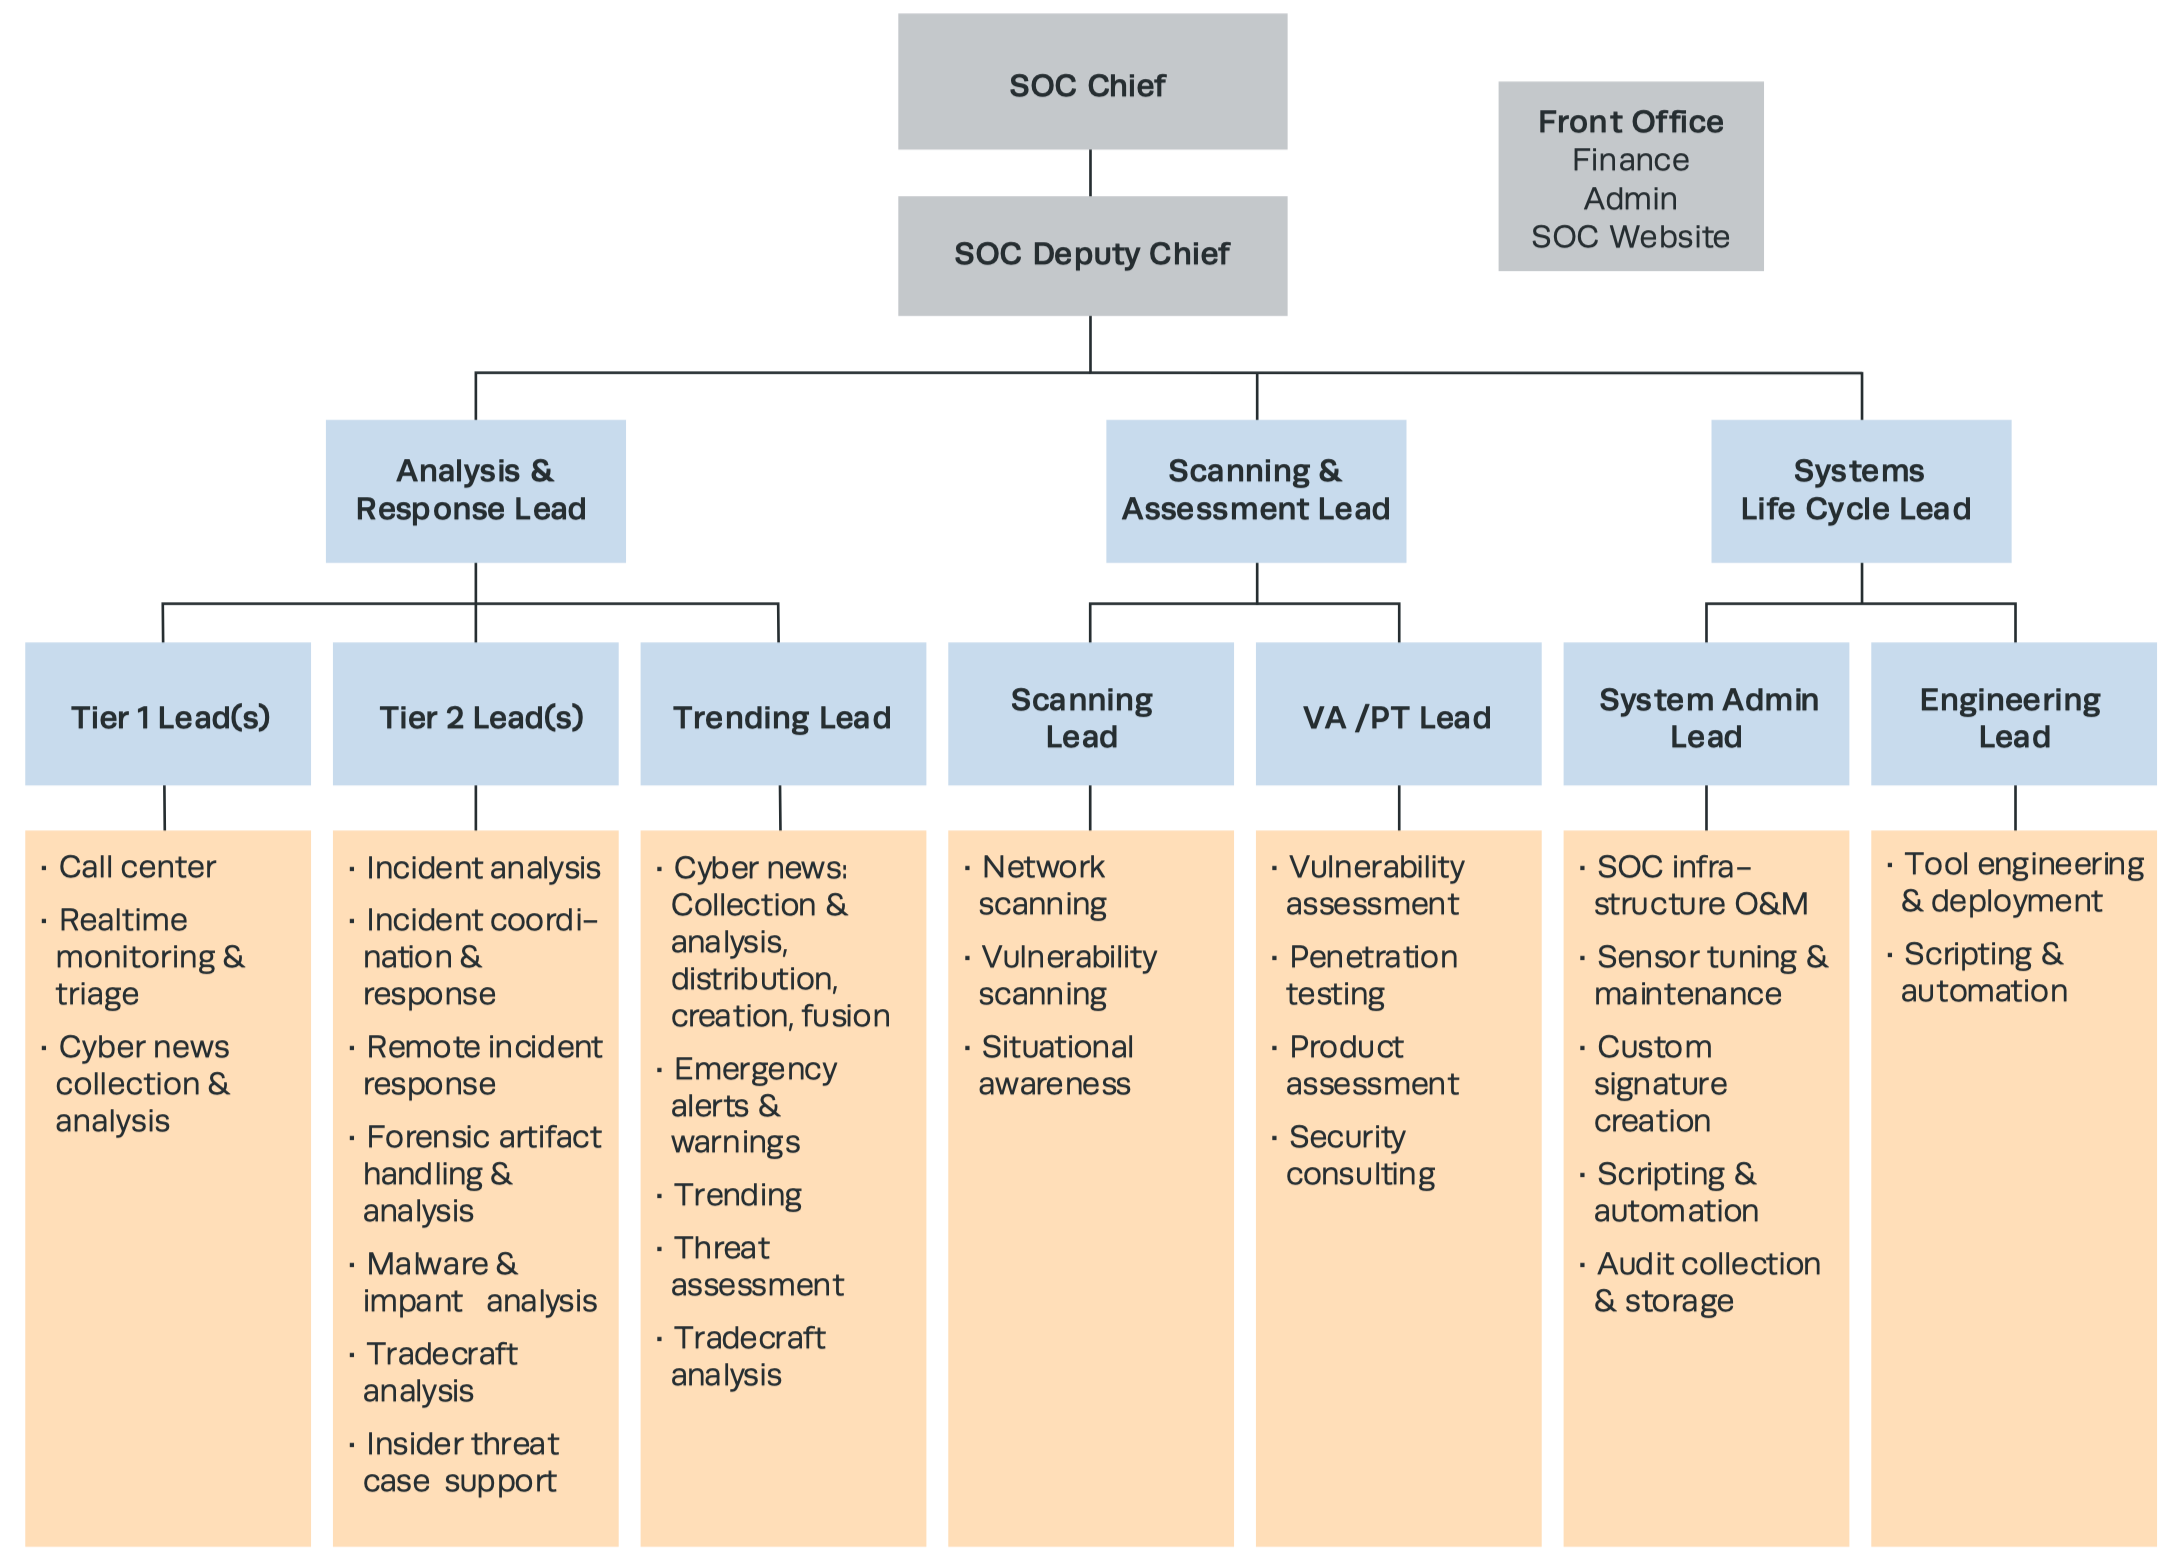 SOC Chief
Front Office
Finance
Admin
SOC Website
SOC Deputy Chief
Analysis &
Response Lead
Scanning &
Assessment Lead
Systems
Life Cycle Lead
Tier 1 Lead(s)
Tier 2 Lead(s)
Trending Lead
Scanning
Lead
VA /PT Lead
System Admin
Lead
Engineering
Lead
· Call center
· Realtime
monitoring &
triage
· Cyber news
collection &
analysis
· Incident analysis
· Incident coordi–
nation &
response
· Remote incident
response
· Forensic artifact
handling &
analysis
· Malware &
impant analysis
· Tradecraft
analysis
· Insider threat
case support
· Cyber news:
Collection &
analysis,
distribution,
creation, fusion
· Emergency
alerts &
warnings
· Trending
· Threat
assessment
· Tradecraft
analysis
· Network
scanning
· Vulnerability
scanning
· Situational
awareness
· Vulnerability
assessment
· Penetration
testing
· Product
assessment
· Security
consulting
· SOC infra–
structure O&M
· Sensor tuning &
maintenance
· Custom
signature
creation
· Scripting &
automation
· Audit collection
& storage
· Tool engineering
& deployment
· Scripting &
automation